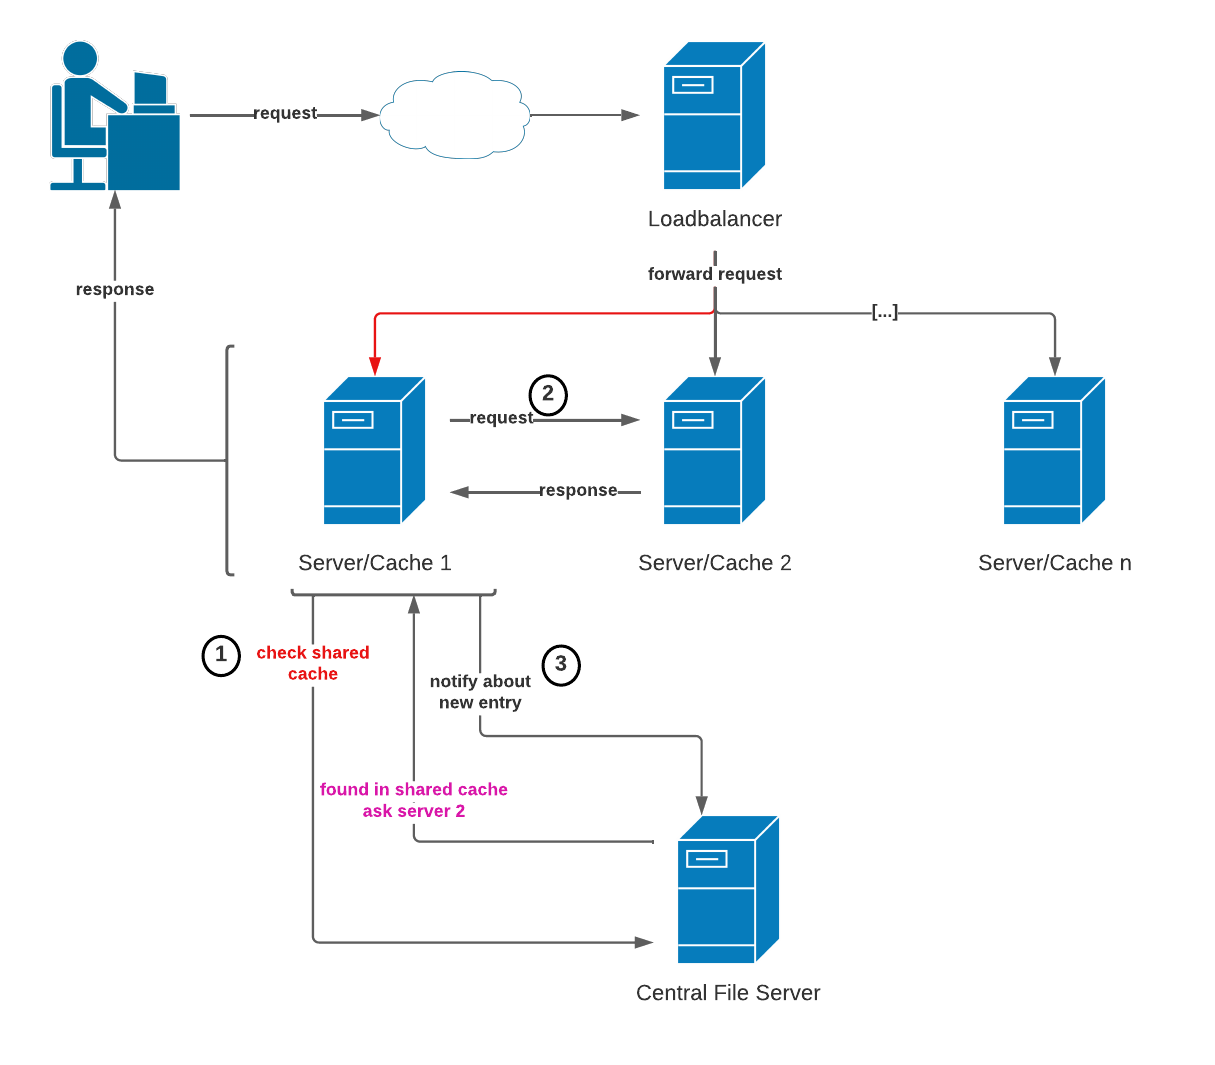 request
Loadbalancer
forward request
response
[...]
2
request
response
Server/Cache 1
Server/Cache 2
Server/Cache n
1
check shared
cache
3
notify about
new entry
found in shared cache
ask server 2
Central File Server